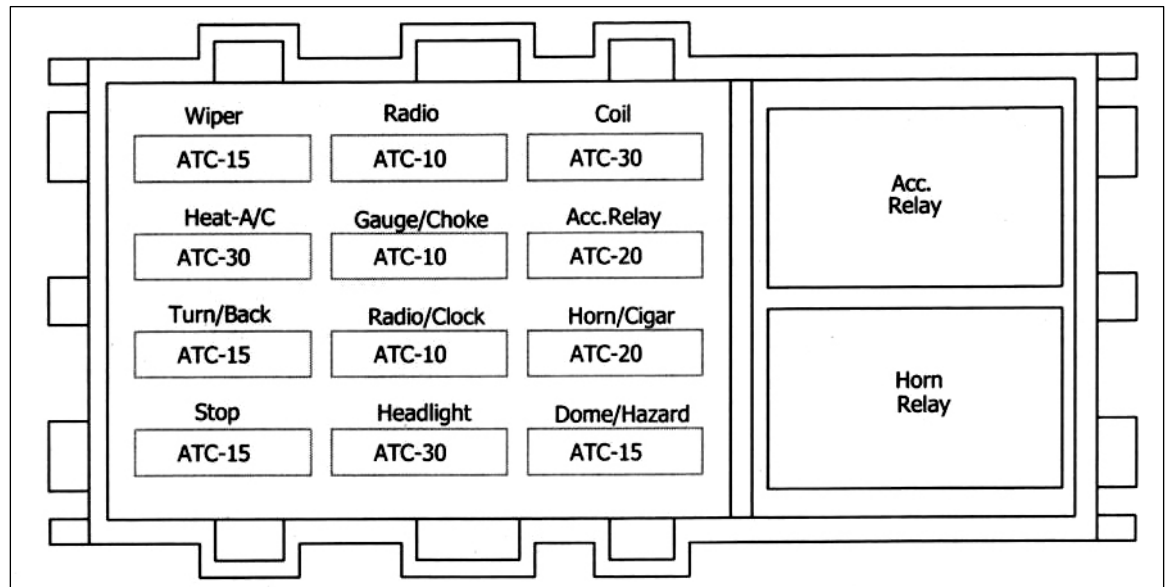 Wiper
ATC-15
Radio
ATC-10
Coil
ATC-30
Heat-A/C
ATC-30
Gauge/Choke
ATC-10
Acc.Relay
ATC-20
Turn/Back
ATC-15
Radio/Clock
ATC-10
Horn/Cigar
ATC-20
Stop
ATC-15
Headlight
ATC-30
Dome/Hazard
ATC-15
Acc.
Relay
Horn
Relay